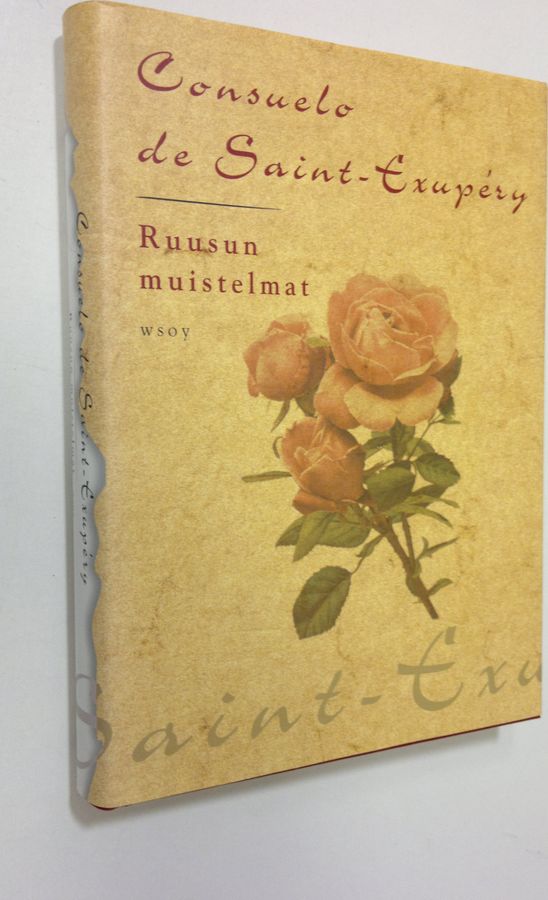 Consuelo
de Saint-Exupéry
Ruusun
muistelmat
wsoy
Consuelo de Saint-Exupéry
Saint-Exu